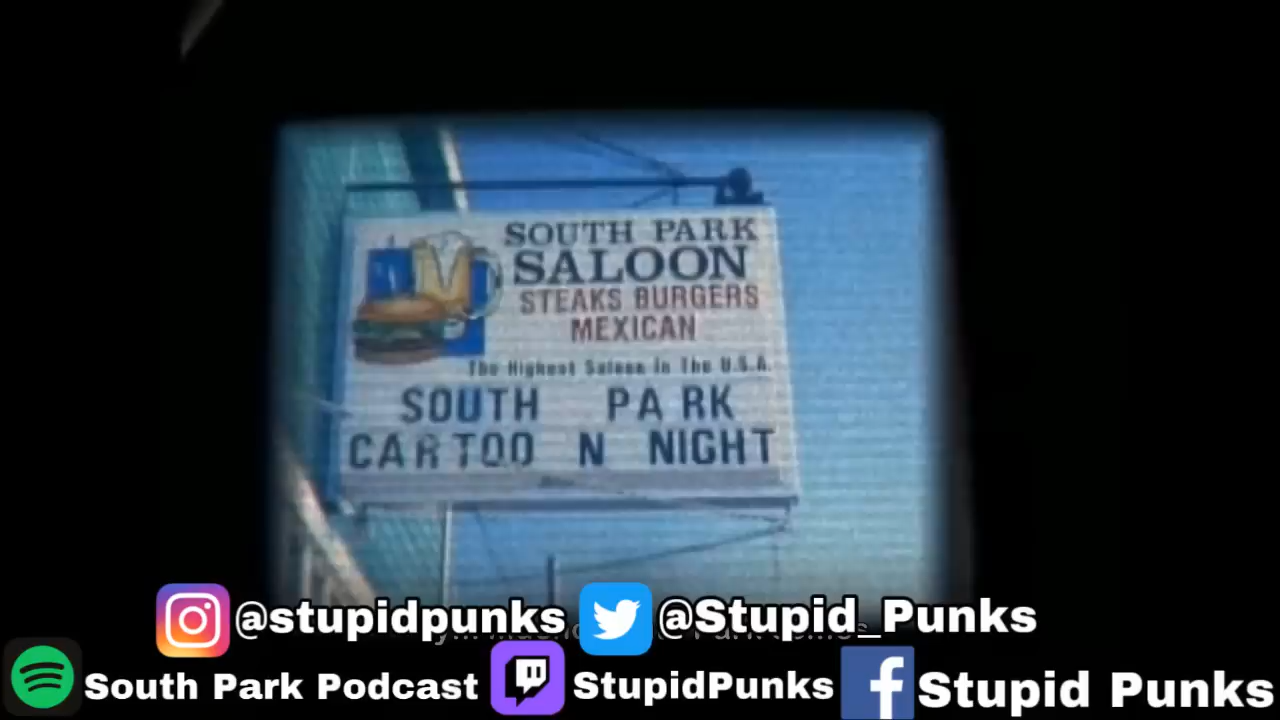 SOUTH PARK
SALOON
STEAKS BURGERS
MEXICAN
The Highest Saloon In The U.S.A.
SOUTH PARK
CARTOO N NIGHT
@stupidpunks @Stupid_Punks
South Park Podcast StupidPunks Stupid Punks